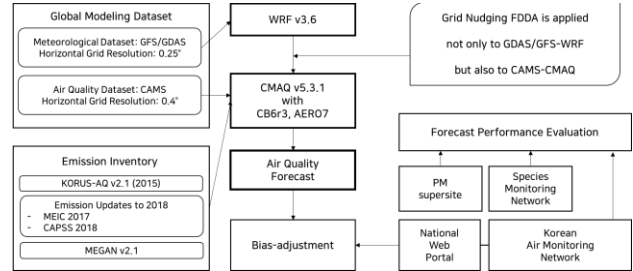 Global Modeling Dataset
Meteorological Dataset: GFS/GDAS
Horizontal Grid Resolution: 0.25°
Air Quality Dataset: CAMS
Horizontal Grid Resolution: 0.4°
Emission Inventory
KORUS-AQ v2.1 (2015)
Emission Updates to 2018
- MEIC 2017
- CAPSS 2018
MEGAN v2.1
WRF v3.6
CMAQ v5.3.1
with
CB6r3, AERO7
Air Quality
Forecast
Bias-adjustment
Grid Nudging FDDA is applied
not only to GDAS/GFS-WRF
but also to CAMS-CMAQ
Forecast Performance Evaluation
PM
supersite
Species
Monitoring
Network
National
Web
Portal
Korean
Air Monitoring
Network